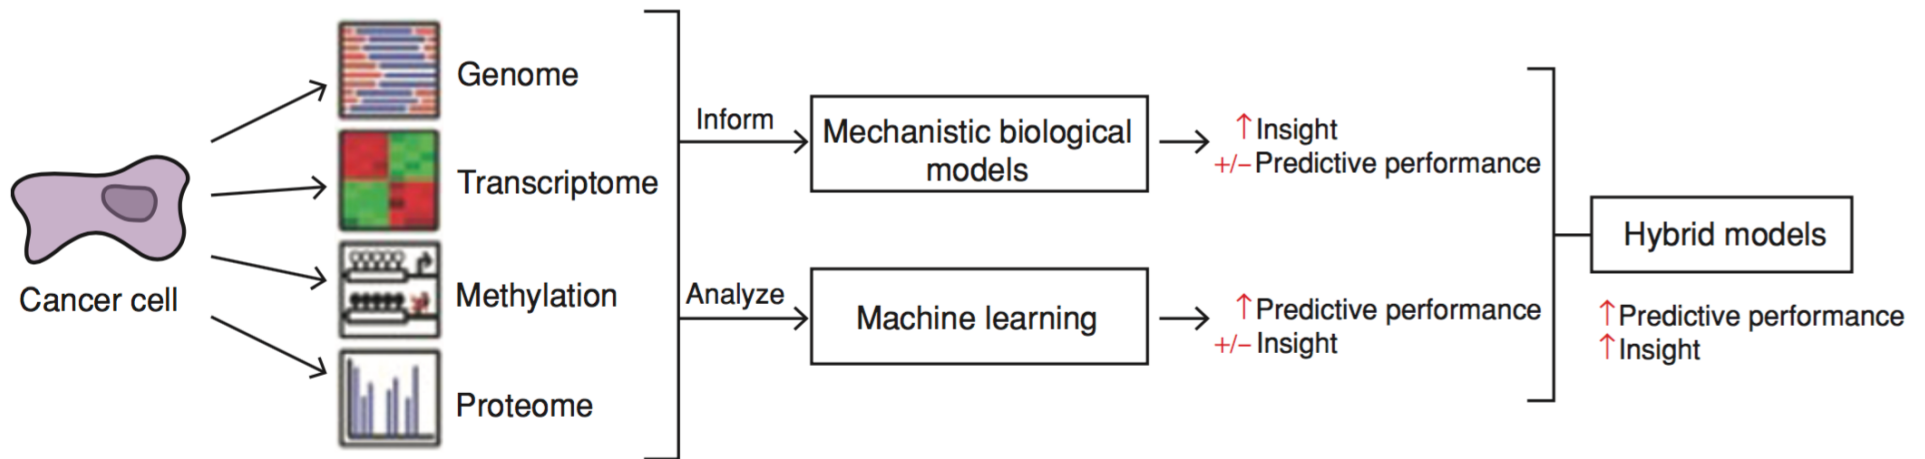 Cancer cell
Genome
Transcriptome
Methylation
Proteome
Inform
Analyze
Mechanistic biological
models
Machine learning
↑Insight
+/– Predictive performance
↑Predictive performance
+/– Insight
Hybrid models
↑Predictive performance
↑Insight